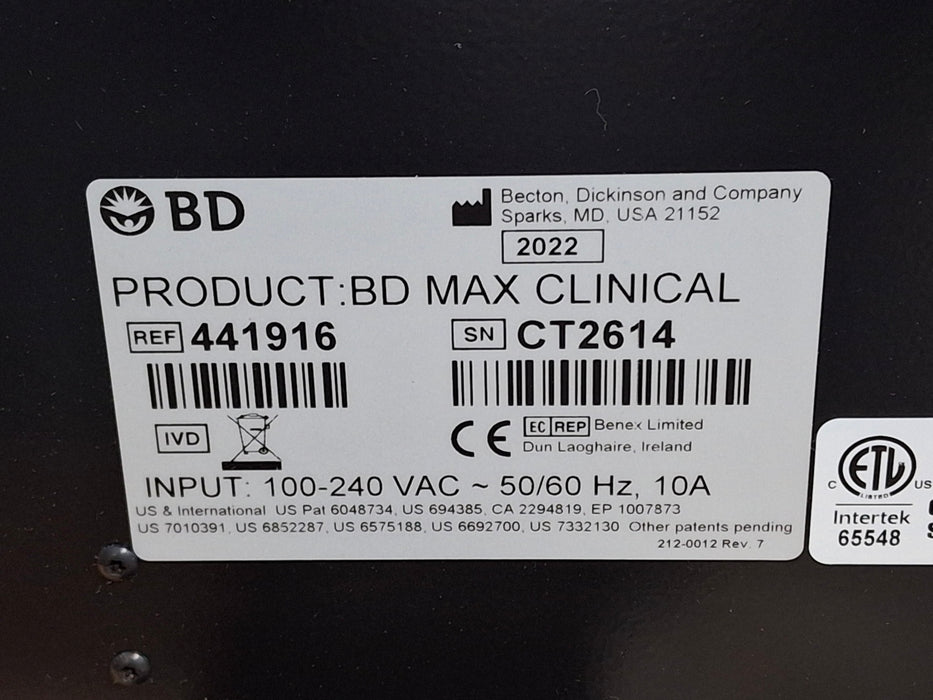 BD
Becton, Dickinson and Company
Sparks, MD, USA 21152
2022
PRODUCT:BD MAX CLINICAL
REF 441916
SN CT2614
IVD
CE
EC REP Benex Limited
Dun Laoghaire, Ireland
INPUT: 100-240 VAC ~ 50/60 Hz, 10A
US & International US Pat 6048734, US 694385, CA 2294819, EP 1007873
US 7010391, US 6852287, US 6575188, US 6692700, US 7332130 Other patents pending
212-0012 Rev. 7
C ETL US
LISTED
Intertek
65548